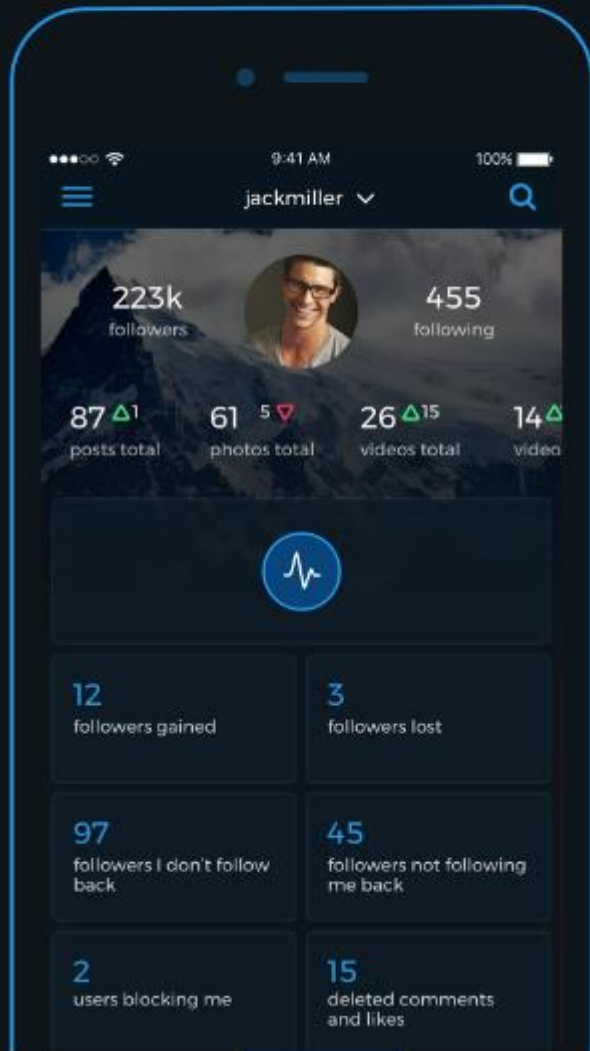 9:41 AM 100%
jackmiller
223k 455
followers following
87 1 61 5 26 15 14
posts total photos total videos total video
12 3
followers gained followers lost
97 45
followers I don't follow followers not following
back me back
2 15
users blocking me deleted comments
and likes